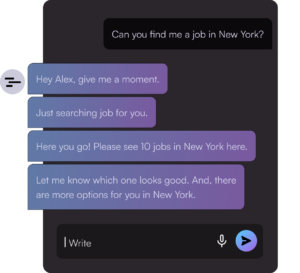 Can you find me a job in New York?
Hey Alex, give me a moment.
Just searching job for you.
Here you go! Please see 10 jobs in New York here.
Let me know which one looks good. And, there
are more options for you in New York.
Write